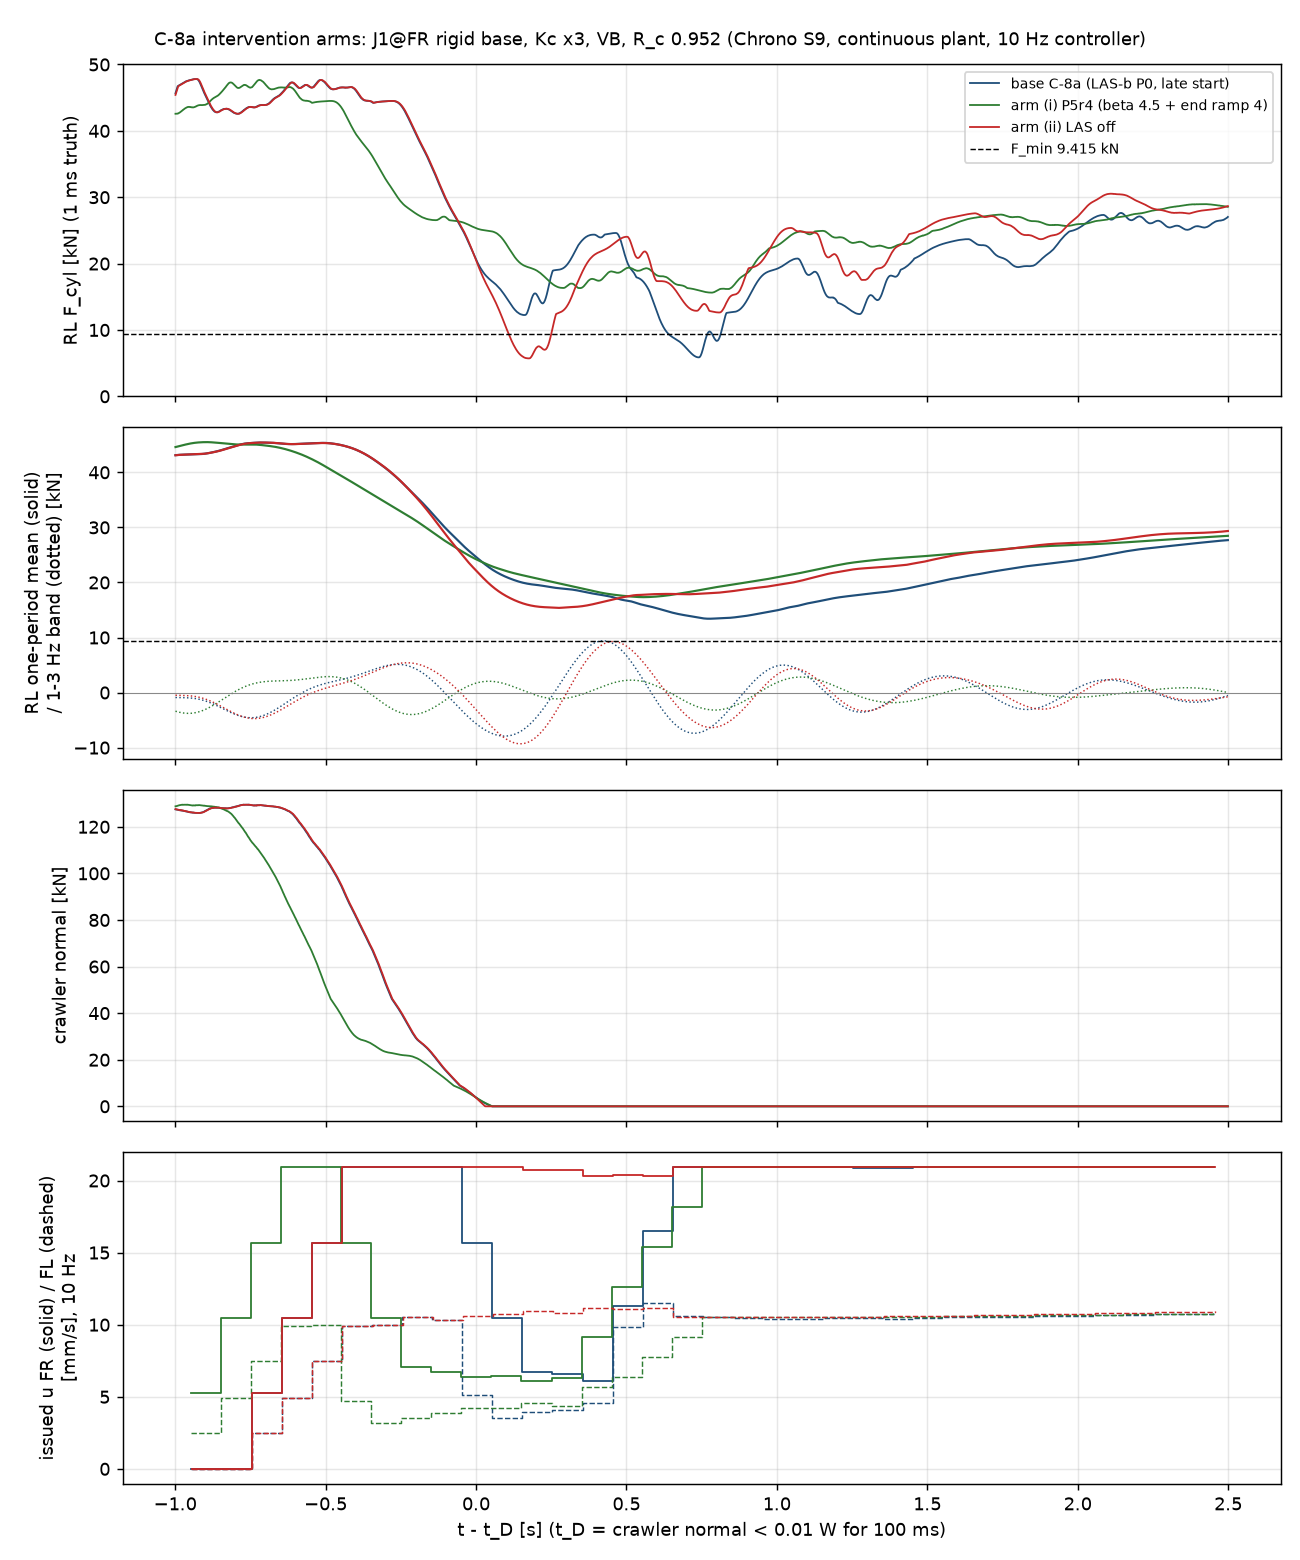 C-8a intervention arms: J1@FR rigid base, Kc x3, VB, R_c 0.952 (Chrono S9, continuous plant, 10 Hz controller)
RL F_cyl [kN] (1 ms truth)
50
40
30
20
10
0
base C-8a (LAS-b P0, late start)
arm (i) P5r4 (beta 4.5 + end ramp 4)
arm (ii) LAS off
F_min 9.415 kN
RL one-period mean (solid)
/ 1-3 Hz band (dotted) [kN]
40
30
20
10
0
−10
crawler normal [kN]
120
100
80
60
40
20
0
issued u FR (solid) / FL (dashed)
[mm/s], 10 Hz
20
15
10
5
0
−1.0 −0.5 0.0 0.5 1.0 1.5 2.0 2.5
t - t_D [s] (t_D = crawler normal < 0.01 W for 100 ms)